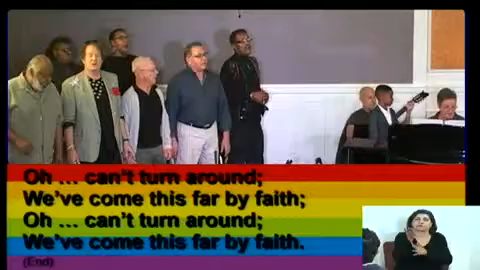 Oh ... can't turn around;
We've come this far by faith;
Oh ... can't turn around;
We've come this far by faith.
(End)